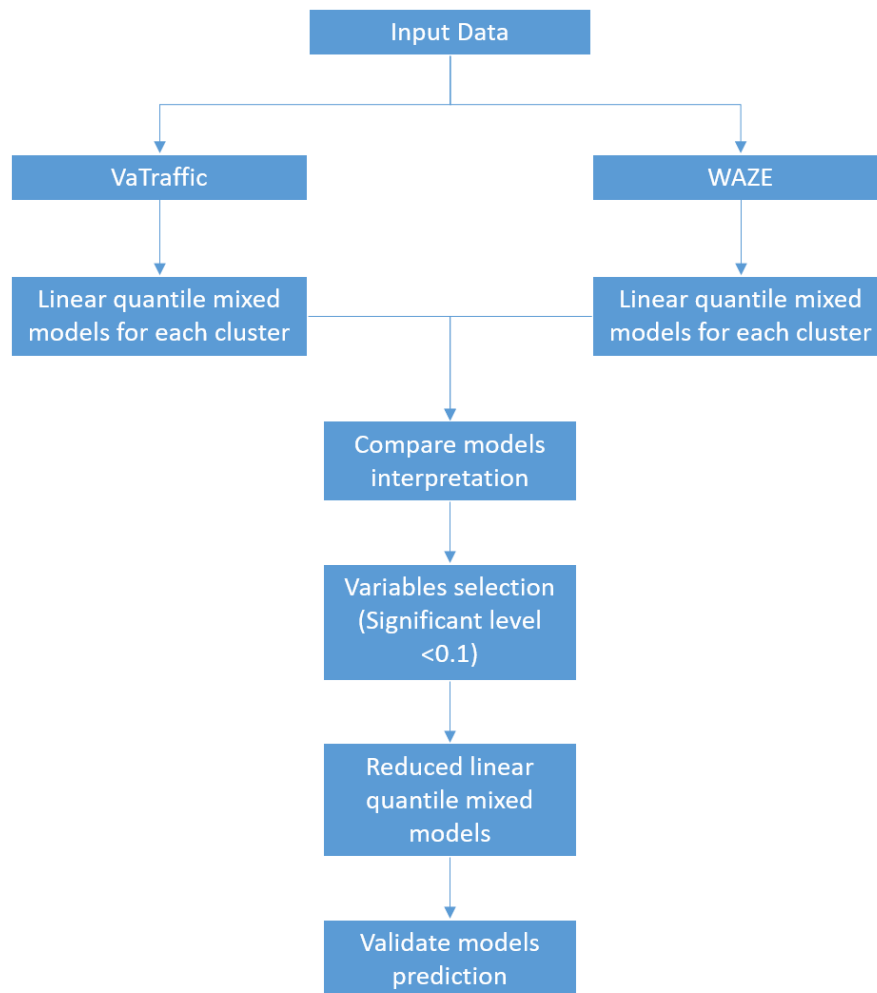 Input Data
VaTraffic
WAZE
Linear quantile mixed
models for each cluster
Linear quantile mixed
models for each cluster
Compare models
interpretation
Variables selection
(Significant level
<0.1)
Reduced linear
quantile mixed
models
Validate models
prediction